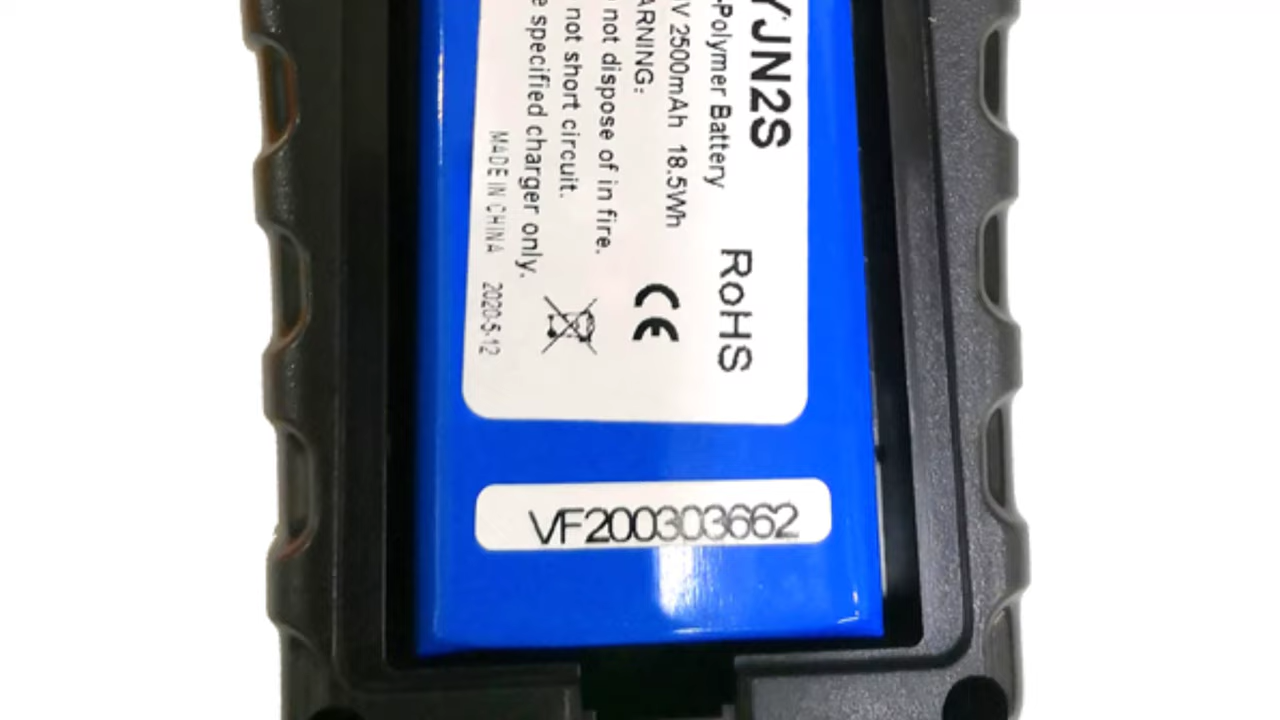 YJN2S
-Polymer Battery
V 2500mAh 18.5Wh
RoHS
ARNING:
not dispose of in fire.
not short circuit.
e specified charger only.
MADE IN CHINA 2020-5-12
CE
VF200303662